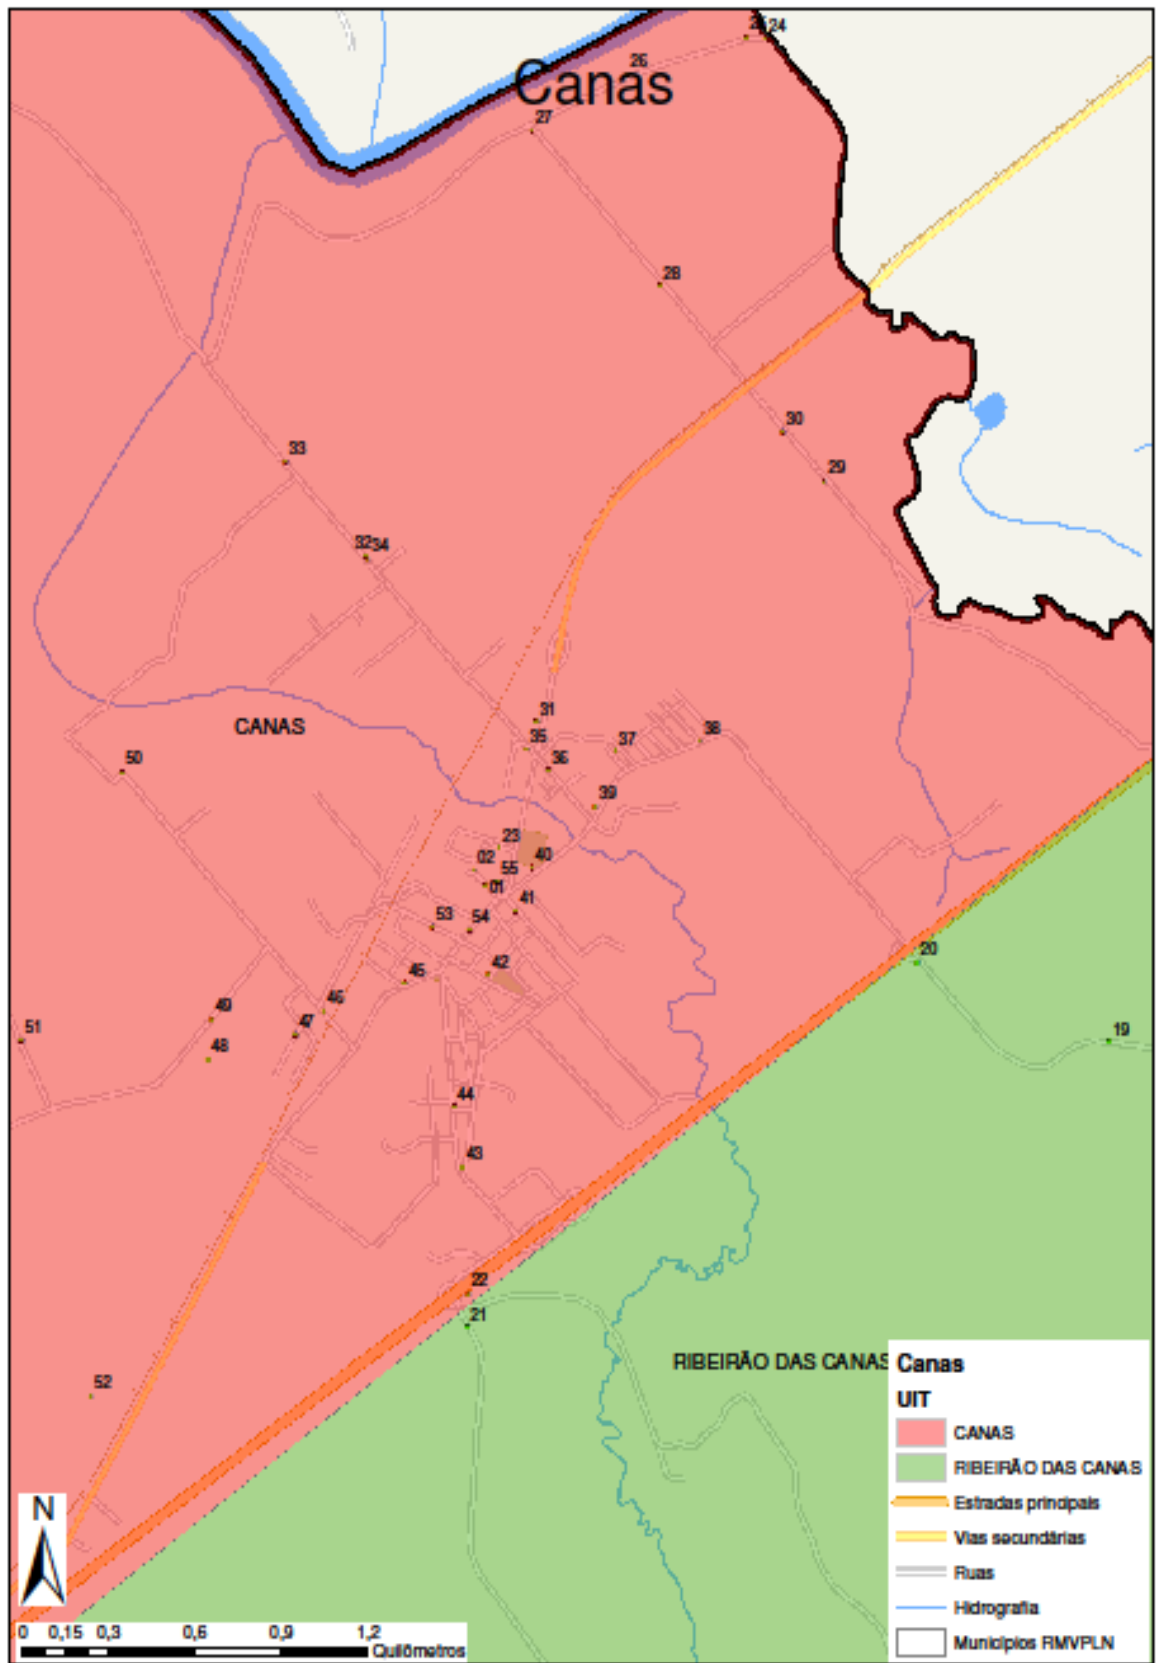 25 24
26
Canas
27
28
30
29
33
32 34
31
35
37
38
36
CANAS
50
39
23
02
40
55
01
41
53
54
42
45
46
49
47
51
48
20
19
44
43
22
21
52
RIBEIRÃO DAS CANAS
Canas
UIT
CANAS
RIBEIRÃO DAS CANAS
Estradas principais
Vias secundárias
Ruas
Hidrografia
Municípios RMVPLN
N
0 0,15 0,3 0,6 0,9 1,2
Quilômetros